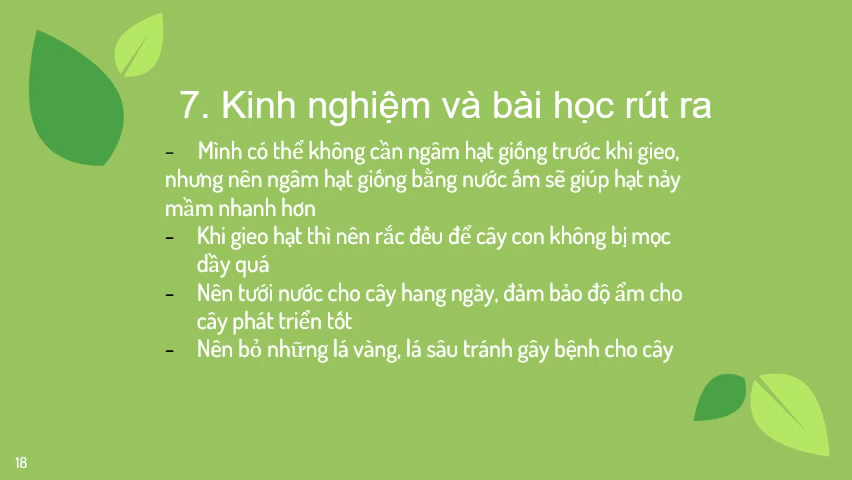 7. Kinh nghiệm và bài học rút ra
- Mình có thể không cần ngâm hạt giống trước khi gieo,
nhưng nên ngâm hạt giống bằng nước ấm sẽ giúp hạt nảy
mầm nhanh hơn
- Khi gieo hạt thì nên rắc đều để cây con không bị mọc
dầy quá
- Nên tưới nước cho cây hang ngày, đảm bảo độ ẩm cho
cây phát triển tốt
- Nên bỏ những lá vàng, lá sâu tránh gây bệnh cho cây
18